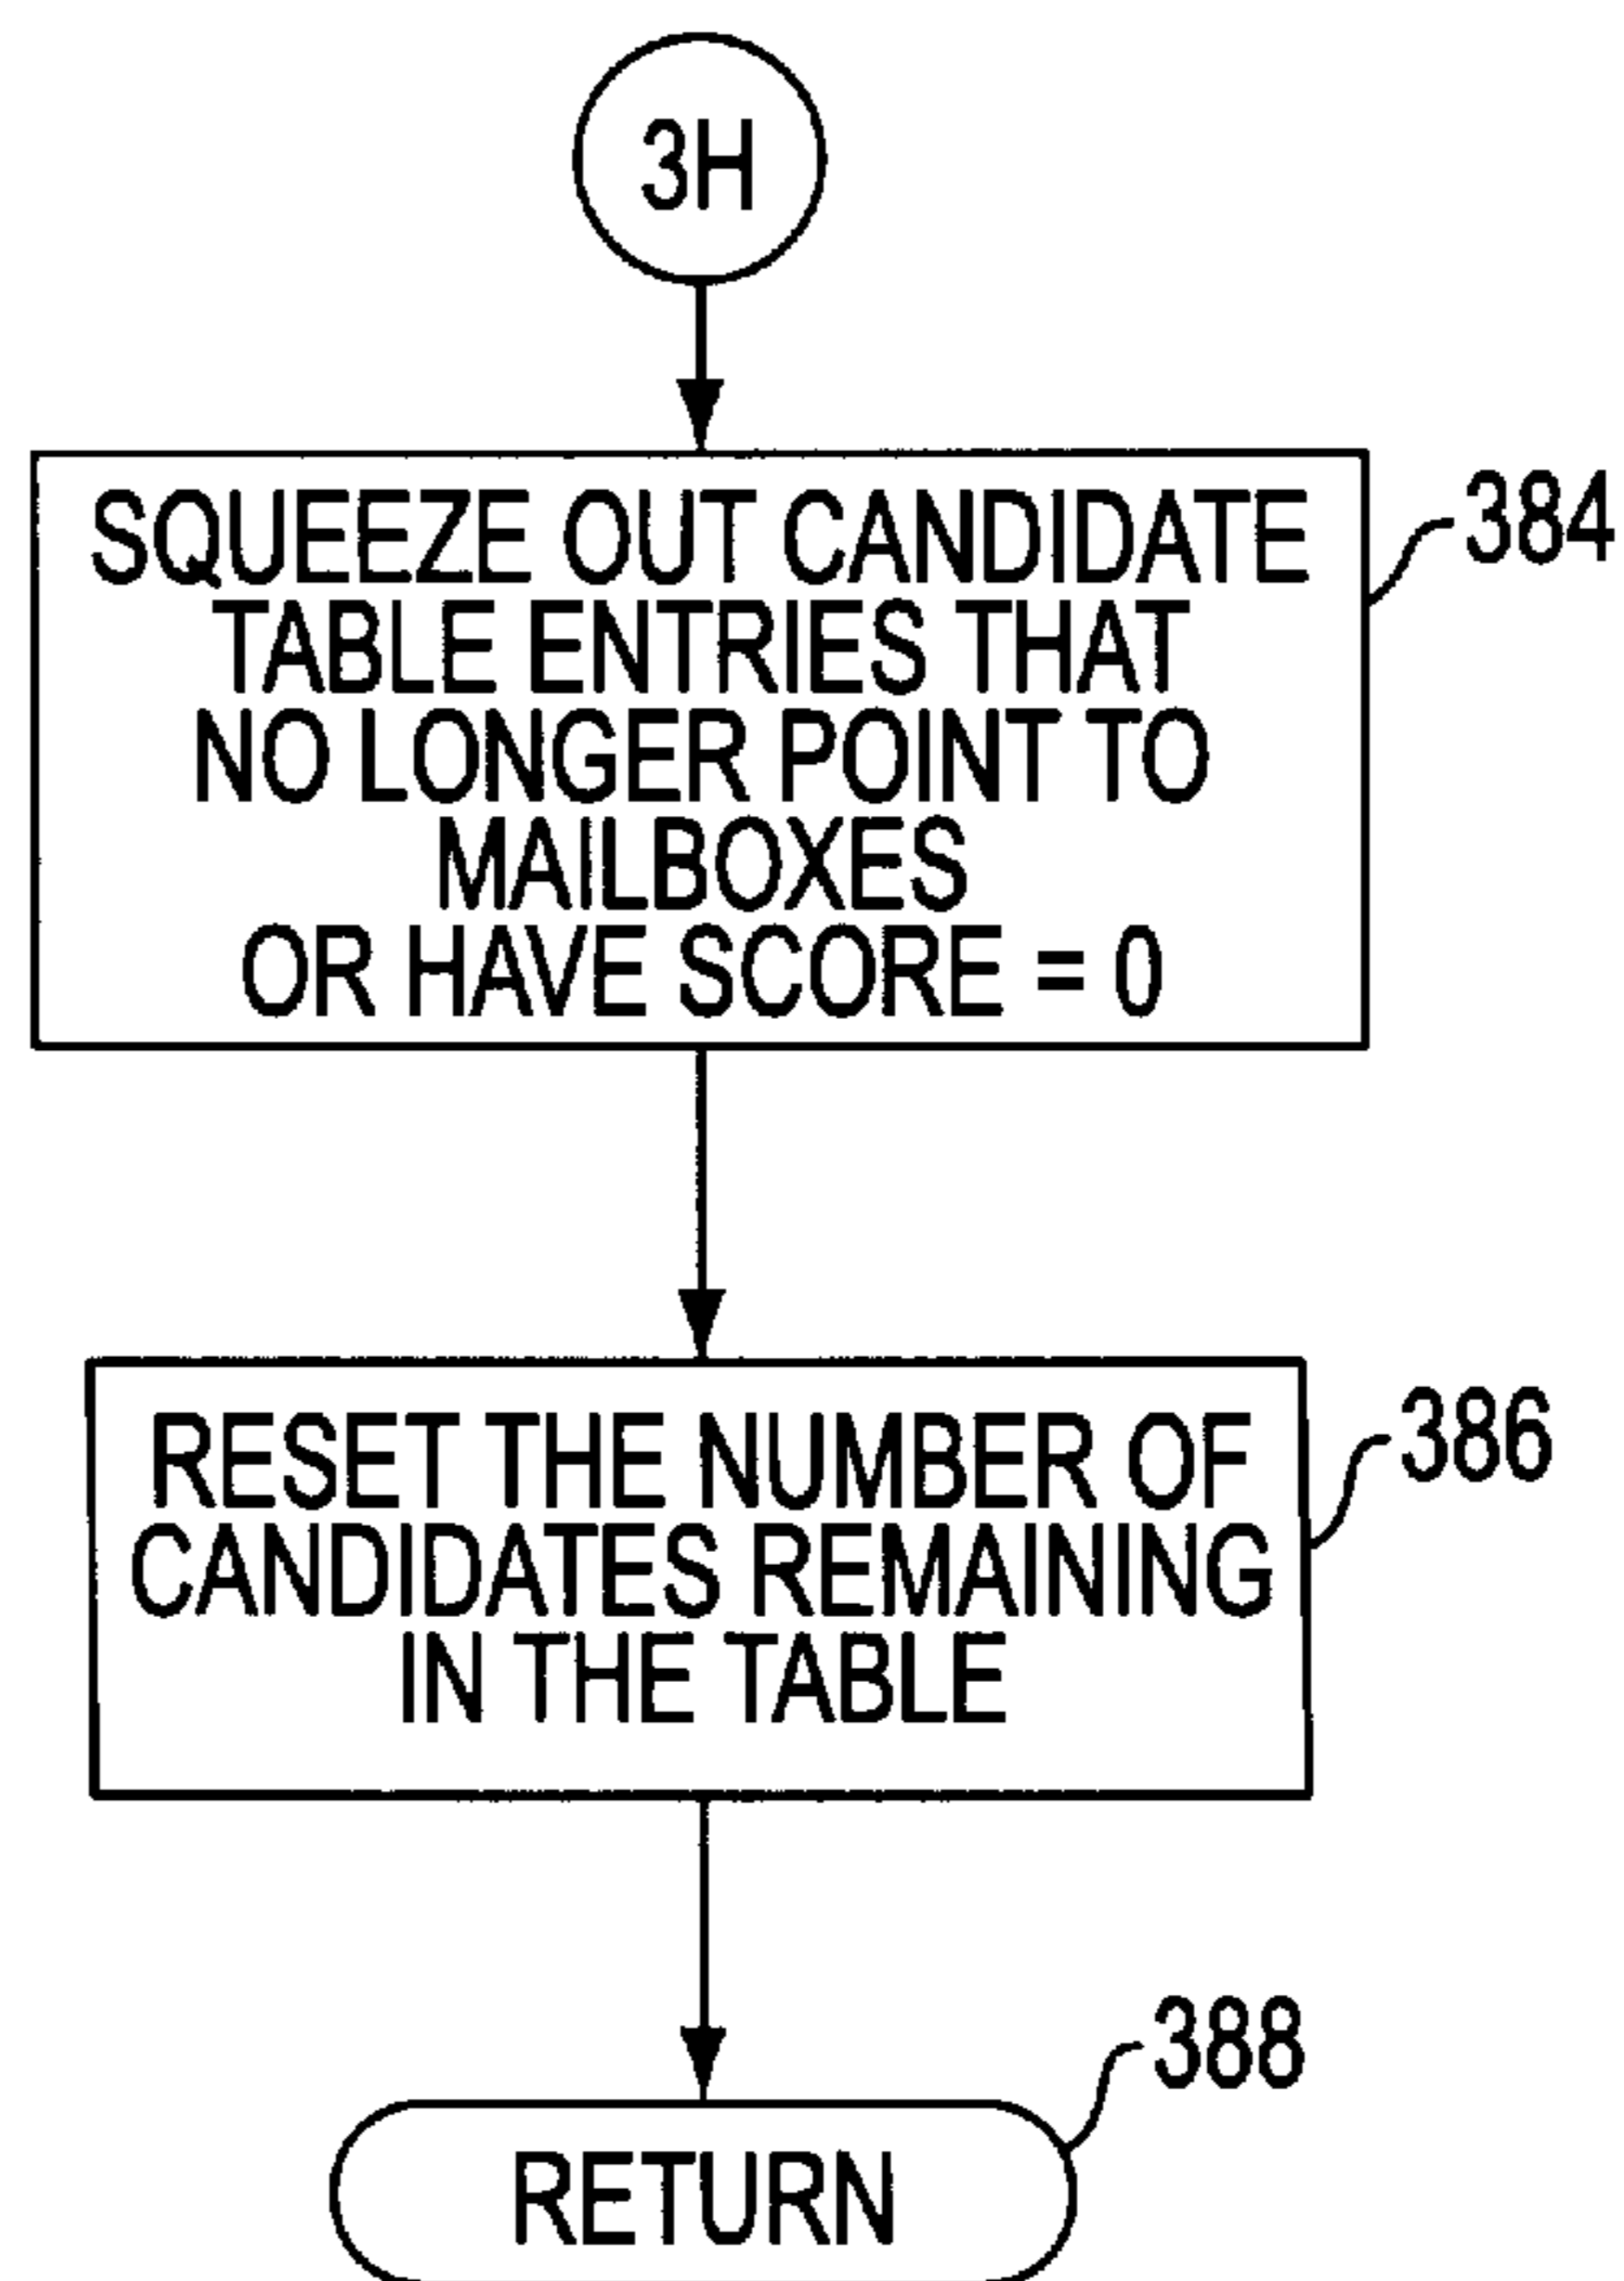 3H
SQUEEZE OUT CANDIDATE
TABLE ENTRIES THAT
NO LONGER POINT TO
MAILBOXES
OR HAVE SCORE = 0
384
RESET THE NUMBER OF
CANDIDATES REMAINING
IN THE TABLE
386
388
RETURN